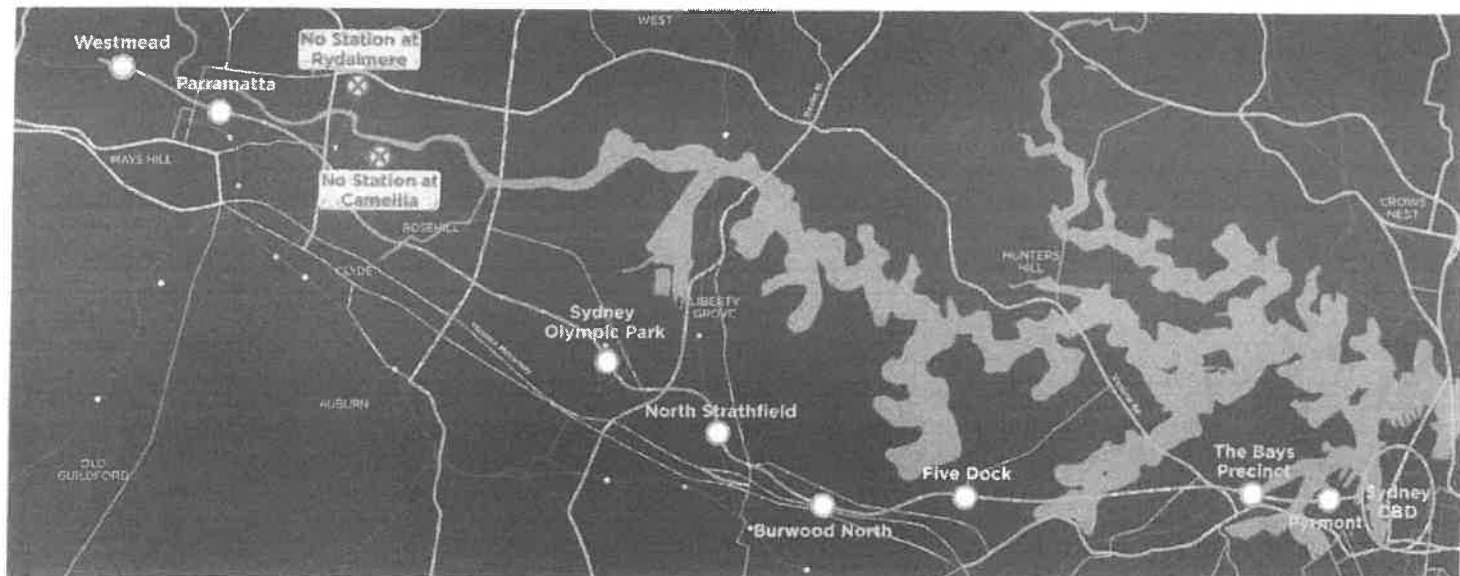 WEST
Westmead
No Station at
Rydalmere
Parramatta
MAYS HILL
No Station at
Camellia
ROSEHILL
CROWS
NEST
HUNTERS
HILL
CLYDE
LIBERTY
GROVE
Sydney
Olympic Park
AUBURN
North Strathfield
OLD
GUILDFORD
Five Dock
The Bays
Precinct
Burwood North
Pyrmont
Sydney
CBD